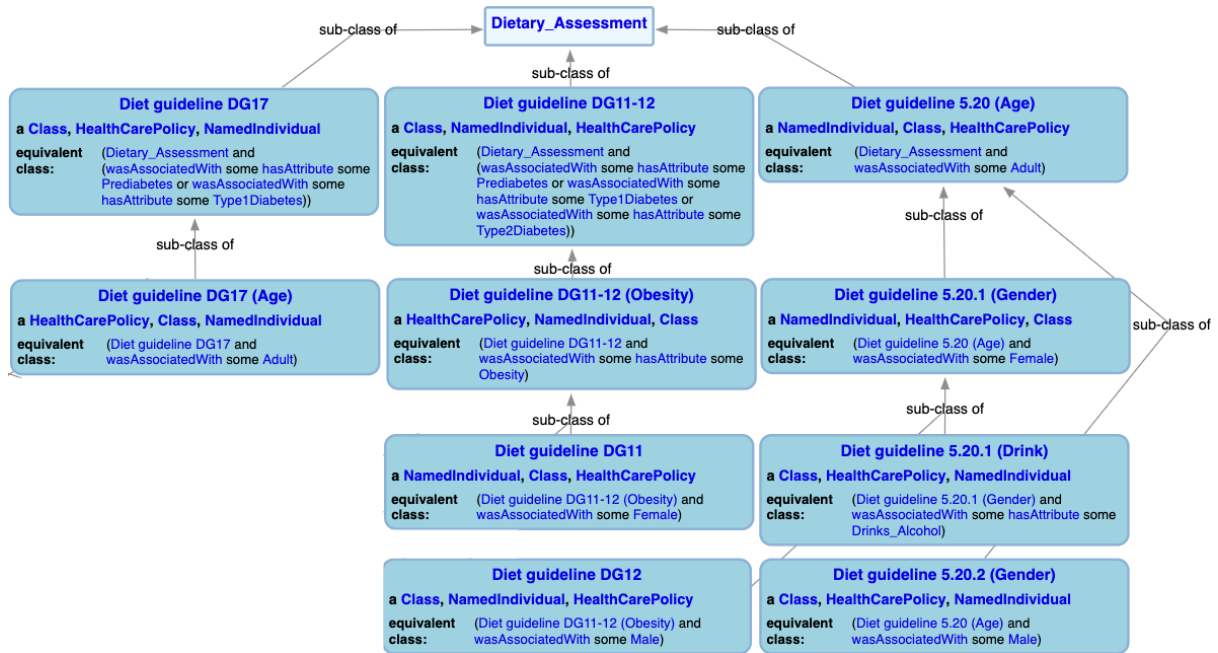 Dietary_Assessment
sub-class of
sub-class of
sub-class of
Diet guideline DG17
a Class, HealthCarePolicy, NamedIndividual
equivalent class: (Dietary_Assessment and
(wasAssociatedWith some hasAttribute some
Prediabetes or wasAssociatedWith some
hasAttribute some Type1Diabetes))
Diet guideline DG11-12
a Class, NamedIndividual, HealthCarePolicy
equivalent class: (Dietary_Assessment and
(wasAssociatedWith some hasAttribute some
Prediabetes or wasAssociatedWith some
hasAttribute some Type1Diabetes or
wasAssociatedWith some hasAttribute some
Type2Diabetes))
Diet guideline 5.20 (Age)
a NamedIndividual, Class, HealthCarePolicy
equivalent class: (Dietary_Assessment and
wasAssociatedWith some Adult)
sub-class of
sub-class of
sub-class of
Diet guideline DG17 (Age)
a HealthCarePolicy, Class, NamedIndividual
equivalent class: (Diet guideline DG17 and
wasAssociatedWith some Adult)
Diet guideline DG11-12 (Obesity)
a HealthCarePolicy, NamedIndividual, Class
equivalent class: (Diet guideline DG11-12 and
wasAssociatedWith some hasAttribute some
Obesity)
Diet guideline 5.20.1 (Gender)
a NamedIndividual, HealthCarePolicy, Class
equivalent class: (Diet guideline 5.20 (Age) and
wasAssociatedWith some Female)
sub-class of
sub-class of
sub-class of
Diet guideline DG11
a NamedIndividual, Class, HealthCarePolicy
equivalent class: (Diet guideline DG11-12 (Obesity) and
wasAssociatedWith some Female)
Diet guideline 5.20.1 (Drink)
a Class, HealthCarePolicy, NamedIndividual
equivalent class: (Diet guideline 5.20.1 (Gender) and
wasAssociatedWith some hasAttribute some
Drinks_Alcohol)
Diet guideline DG12
a Class, NamedIndividual, HealthCarePolicy
equivalent class: (Diet guideline DG11-12 (Obesity) and
wasAssociatedWith some Male)
Diet guideline 5.20.2 (Gender)
a Class, HealthCarePolicy, NamedIndividual
equivalent class: (Diet guideline 5.20 (Age) and
wasAssociatedWith some Male)